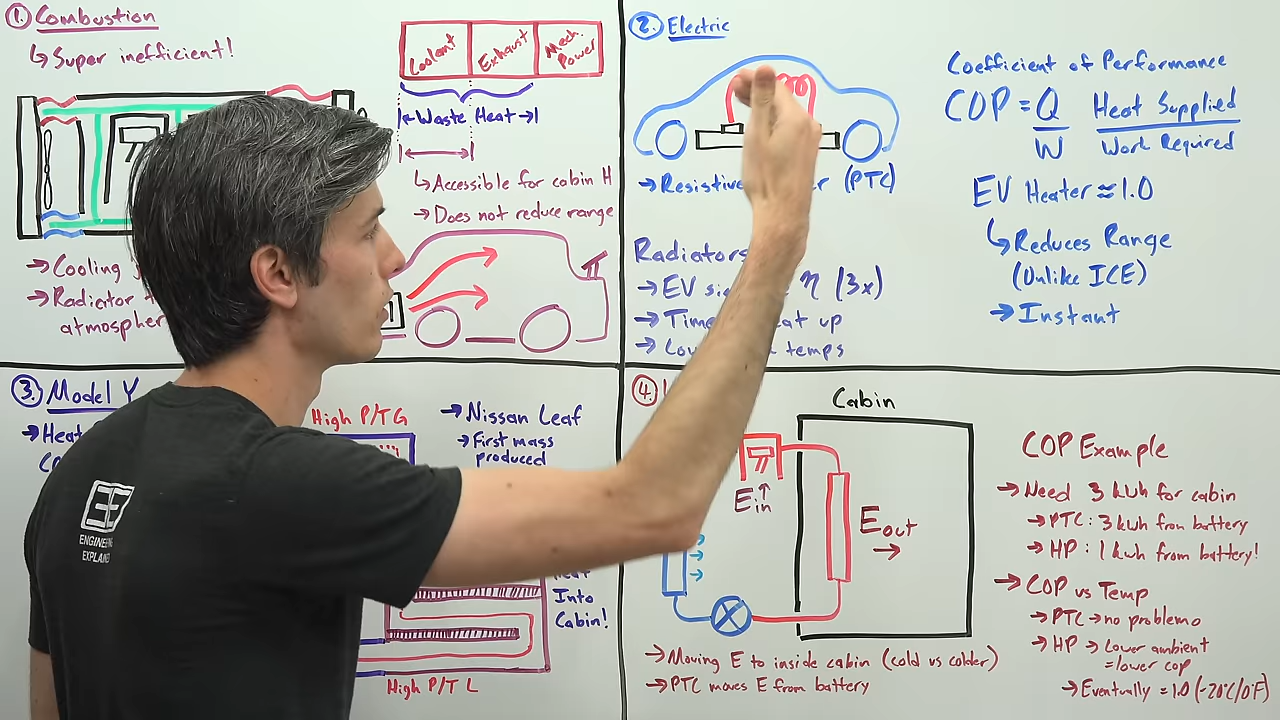 1. Combustion
↳ Super inefficient!
Coolant
Exhaust
Mech. Power
Waste Heat
↳ Accessible for cabin H
→ Does not reduce range
→ Cooling
→ Radiator
atmospher
2. Electric
→ Resistive (PTC)
Coefficient of Performance
COP = Q Heat Supplied
W Work Required
EV Heater ≈ 1.0
↳ Reduces Range
(Unlike ICE)
→ Instant
Radiators
→ EV η (3x)
→ up
→ temps
3. Model Y
→ Heat
High P/T G
→ Nissan Leaf
→ First mass
produced
Into
Cabin!
High P/T L
ENGINEERING
EXPLAINED
4.
Cabin
E in
E out
→ Moving E to inside cabin (cold vs colder)
→ PTC moves E from battery
COP Example
→ Need 3 kWh for cabin
→ PTC: 3 kWh from battery
→ HP: 1 kWh from battery!
→ COP vs Temp
→ PTC → no problemo
→ HP → Lower ambient
= lower cop
→ Eventually = 1.0 (-20°C/0°F)